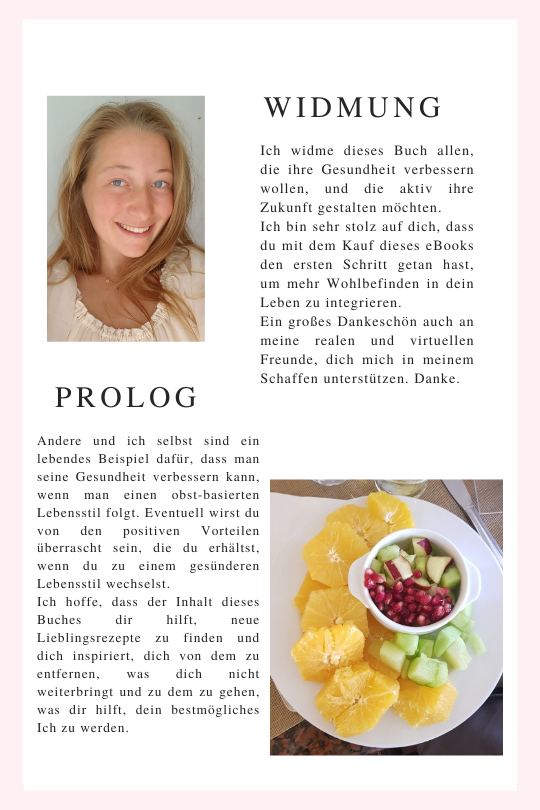 WIDMUNG
Ich widme dieses Buch allen,
die ihre Gesundheit verbessern
wollen, und die aktiv ihre
Zukunft gestalten möchten.
Ich bin sehr stolz auf dich, dass
du mit dem Kauf dieses eBooks
den ersten Schritt getan hast,
um mehr Wohlbefinden in dein
Leben zu integrieren.
Ein großes Dankeschön auch an
meine realen und virtuellen
Freunde, dich mich in meinem
Schaffen unterstützen. Danke.
PROLOG
Andere und ich selbst sind ein
lebendes Beispiel dafür, dass man
seine Gesundheit verbessern kann,
wenn man einen obst-basierten
Lebensstil folgt. Eventuell wirst du
von den positiven Vorteilen
überrascht sein, die du erhältst,
wenn du zu einem gesünderen
Lebensstil wechselst.
Ich hoffe, dass der Inhalt dieses
Buches dir hilft, neue
Lieblingsrezepte zu finden und
dich inspiriert, dich von dem zu
entfernen, was dich nicht
weiterbringt und zu dem zu gehen,
was dir hilft, dein bestmögliches
Ich zu werden.